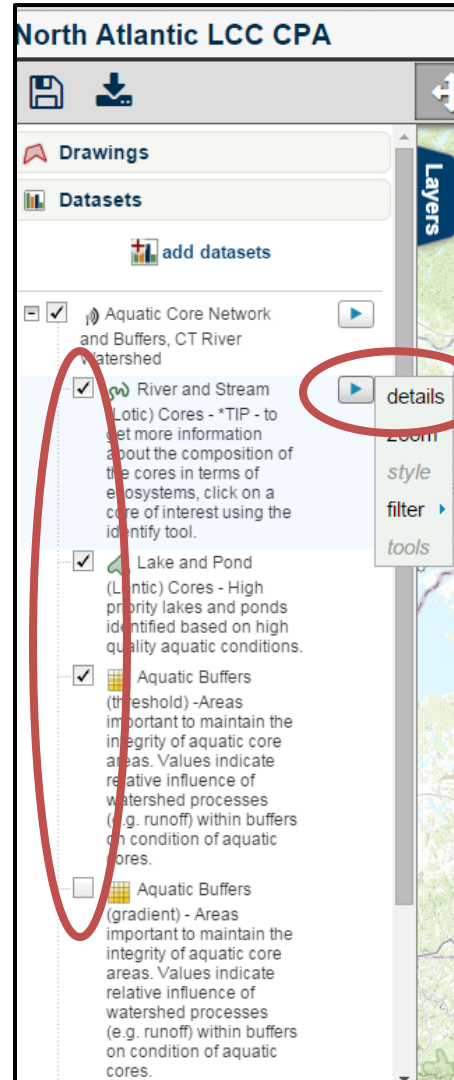 North Atlantic LCC CPA
Layers
Drawings
Datasets
add datasets
Aquatic Core Network
and Buffers, CT River
Watershed
River and Stream
(Lotic) Cores - *TIP - to
get more information
about the composition of
the cores in terms of
ecosystems, click on a
core of interest using the
identify tool.
details
zoom
style
filter
tools
Lake and Pond
(Lentic) Cores - High
priority lakes and ponds
identified based on high
quality aquatic conditions.
Aquatic Buffers
(threshold) -Areas
important to maintain the
integrity of aquatic core
areas. Values indicate
relative influence of
watershed processes
(e.g. runoff) within buffers
on condition of aquatic
cores.
Aquatic Buffers
(gradient) - Areas
important to maintain the
integrity of aquatic core
areas. Values indicate
relative influence of
watershed processes
(e.g. runoff) within buffers
on condition of aquatic
cores.